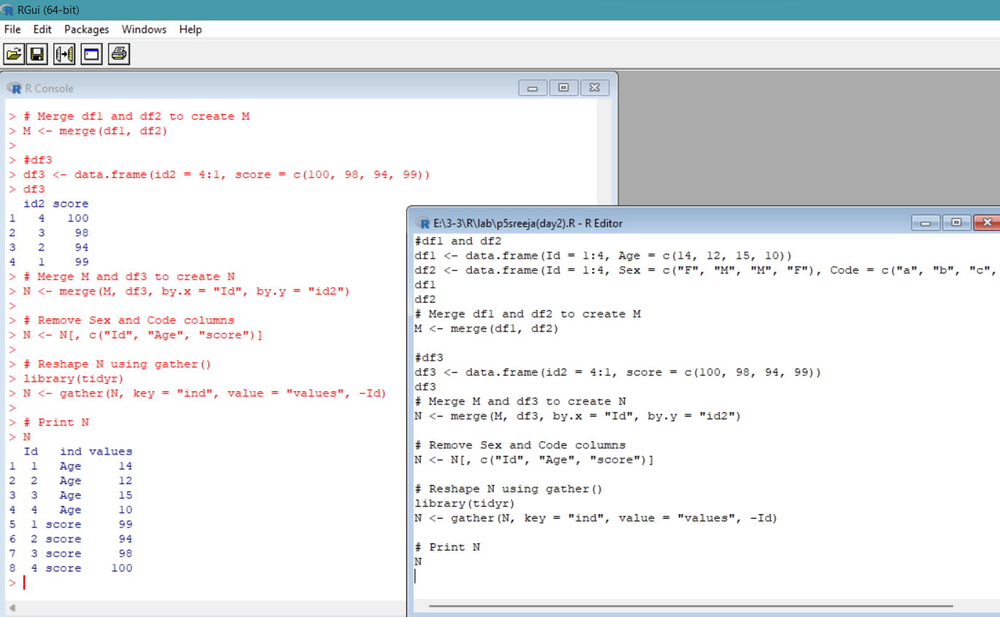 RGui (64-bit)
File Edit Packages Windows Help
R Console
> # Merge df1 and df2 to create M
> M <- merge(df1, df2)
>
> #df3
> df3 <- data.frame(id2 = 4:1, score = c(100, 98, 94, 99))
> df3
  id2 score
1   4   100
2   3    98
3   2    94
4   1    99
> # Merge M and df3 to create N
> N <- merge(M, df3, by.x = "Id", by.y = "id2")
>
> # Remove Sex and Code columns
> N <- N[, c("Id", "Age", "score")]
>
> # Reshape N using gather()
> library(tidyr)
> N <- gather(N, key = "ind", value = "values", -Id)
>
> # Print N
> N
  Id   ind values
1  1   Age     14
2  2   Age     12
3  3   Age     15
4  4   Age     10
5  1 score     99
6  2 score     94
7  3 score     98
8  4 score    100
>
E:\3-3\R\lab\p5sreeja(day2).R - R Editor
#df1 and df2
df1 <- data.frame(Id = 1:4, Age = c(14, 12, 15, 10))
df2 <- data.frame(Id = 1:4, Sex = c("F", "M", "M", "F"), Code = c("a", "b", "c",
df1
df2
# Merge df1 and df2 to create M
M <- merge(df1, df2)
#df3
df3 <- data.frame(id2 = 4:1, score = c(100, 98, 94, 99))
df3
# Merge M and df3 to create N
N <- merge(M, df3, by.x = "Id", by.y = "id2")
# Remove Sex and Code columns
N <- N[, c("Id", "Age", "score")]
# Reshape N using gather()
library(tidyr)
N <- gather(N, key = "ind", value = "values", -Id)
# Print N
N